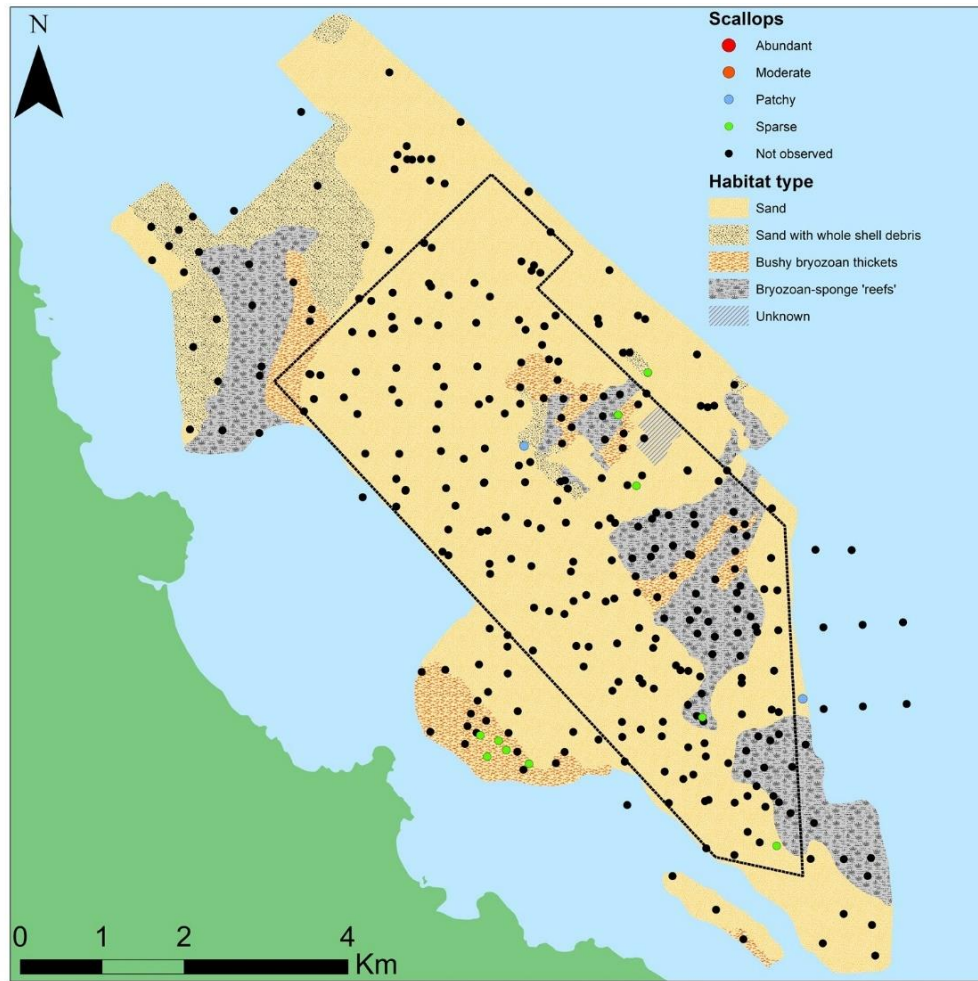 N
Scallops
Abundant
Moderate
Patchy
Sparse
Not observed
Habitat type
Sand
Sand with whole shell debris
Bushy bryozoan thickets
Bryozoan-sponge 'reefs'
Unknown
0 1 2 4
Km